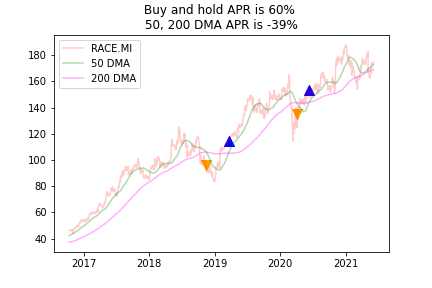 Buy and hold APR is 60%
50, 200 DMA APR is -39%
RACE.MI
50 DMA
200 DMA
180
160
140
120
100
80
60
40
2017
2018
2019
2020
2021